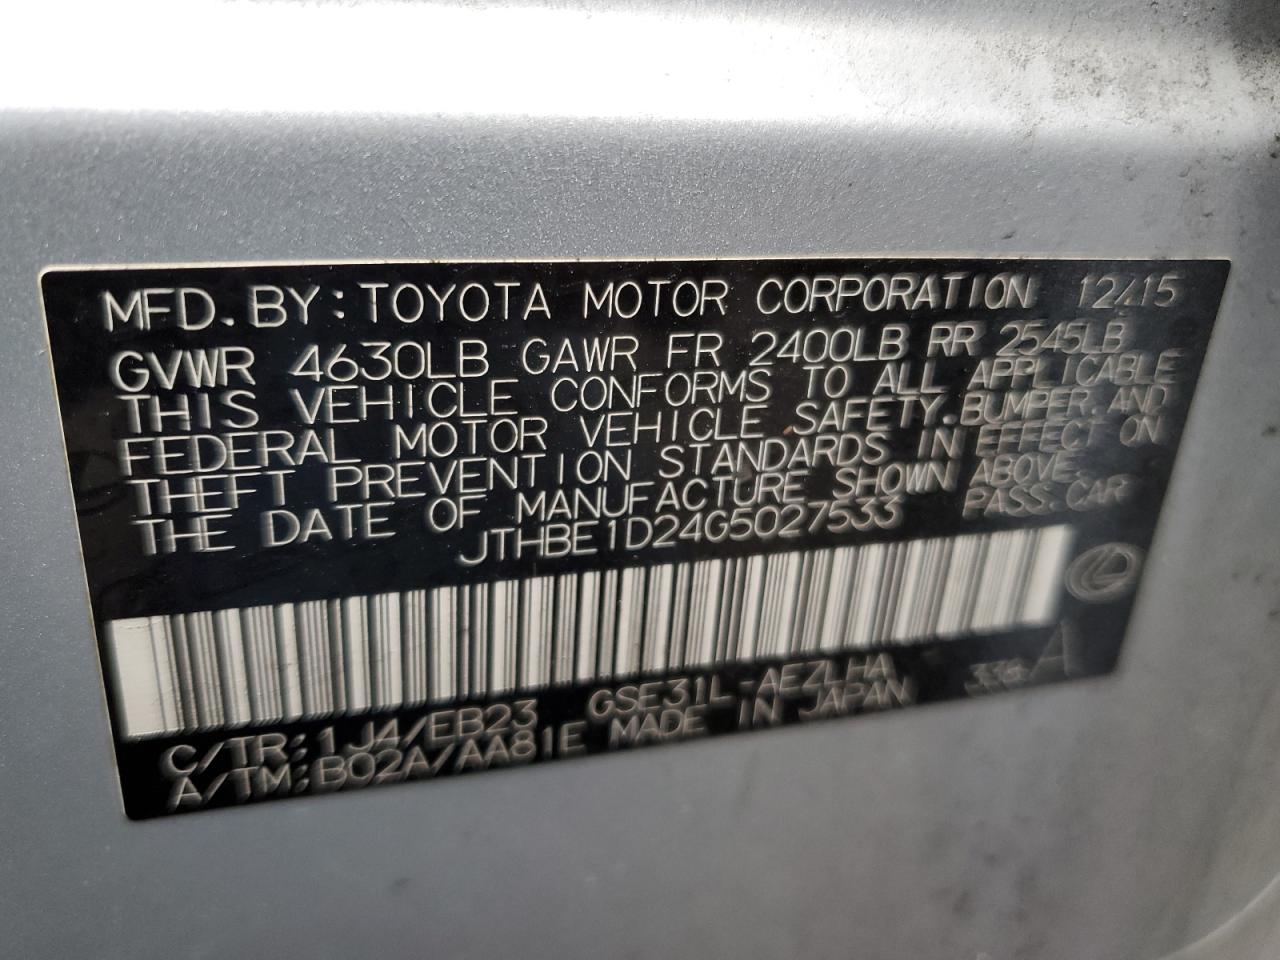 MFD. BY: TOYOTA MOTOR CORPORATION 12/15
GVWR 4630LB GAWR FR 2400LB RR 2545LB
THIS VEHICLE CONFORMS TO ALL APPLICABLE
FEDERAL MOTOR VEHICLE SAFETY, BUMPER, AND
THEFT PREVENTION STANDARDS IN EFFECT ON
THE DATE OF MANUFACTURE SHOWN ABOVE.
JTHBE1D24G5027533 PASS.CAR
C/TR:1J4/EB23 GSE31L-AEZLHA 336 A
A/TM:B02A/AA81E MADE IN JAPAN